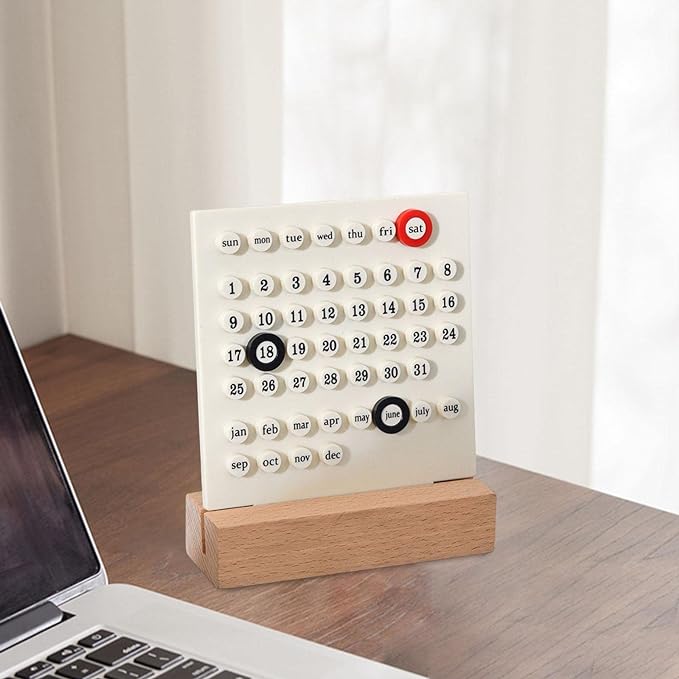 sun mon tue wed thu fri sat
1 2 3 4 5 6 7 8
9 10 11 12 13 14 15 16
17 18 19 20 21 22 23 24
25 26 27 28 29 30 31
jan feb mar apr may june july aug
sep oct nov dec